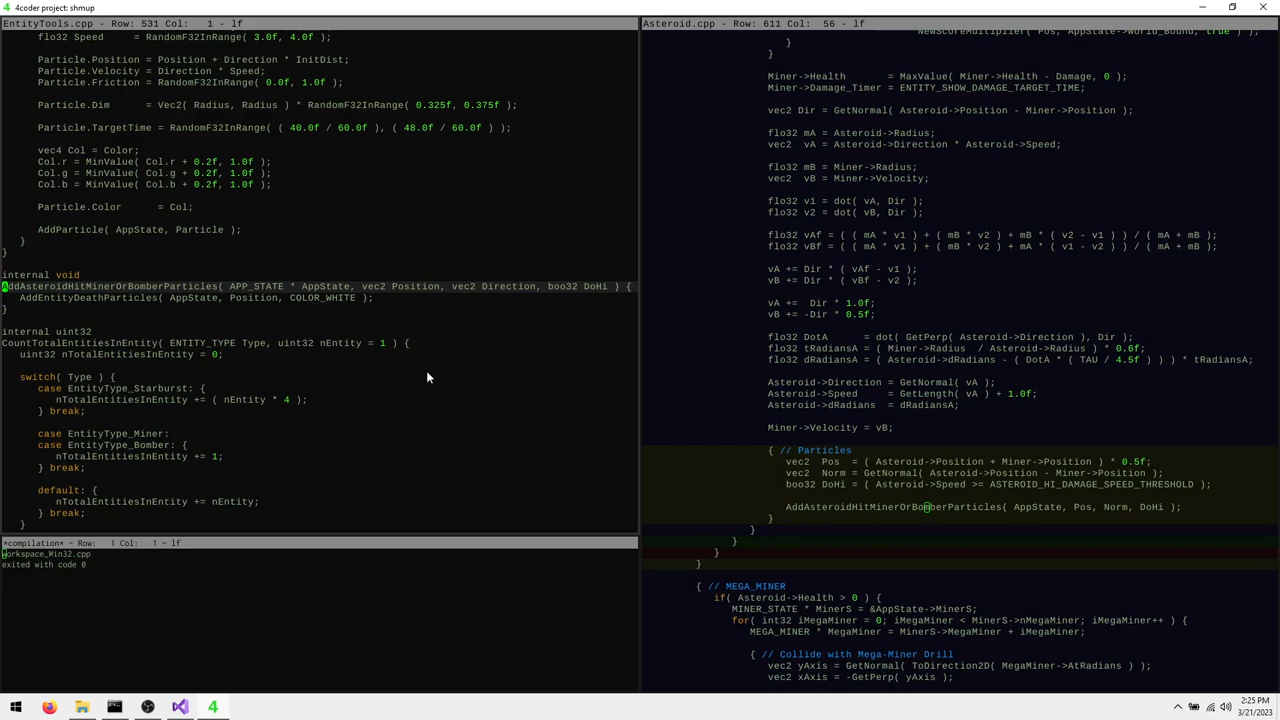 4coder project: shmup
EntityTools.cpp - Row: 531 Col:   1 - lf
flo32 Speed     = RandomF32InRange( 3.0f, 4.0f );
Particle.Position = Position + Direction * InitDist;
Particle.Velocity = Direction * Speed;
Particle.Friction = RandomF32InRange( 0.0f, 1.0f );
Particle.Dim     = Vec2( Radius, Radius ) * RandomF32InRange( 0.325f, 0.375f );
Particle.TargetTime = RandomF32InRange( ( 40.0f / 60.0f ), ( 48.0f / 60.0f ) );
vec4 Col = Color;
Col.r = MinValue( Col.r + 0.2f, 1.0f );
Col.g = MinValue( Col.g + 0.2f, 1.0f );
Col.b = MinValue( Col.b + 0.2f, 1.0f );
Particle.Color      = Col;
AddParticle( AppState, Particle );
}
}
internal void
AddAsteroidHitMinerOrBomberParticles( APP_STATE * AppState, vec2 Position, vec2 Direction, boo32 DoHi ) {
AddEntityDeathParticles( AppState, Position, COLOR_WHITE );
}
internal uint32
CountTotalEntitiesInEntity( ENTITY_TYPE Type, uint32 nEntity = 1 ) {
uint32 nTotalEntitiesInEntity = 0;
switch( Type ) {
case EntityType_Starburst: {
nTotalEntitiesInEntity += ( nEntity * 4 );
} break;
case EntityType_Miner:
case EntityType_Bomber: {
nTotalEntitiesInEntity += 1;
} break;
default: {
nTotalEntitiesInEntity += nEntity;
} break;
}
*compilation* - Row:   1 Col:   1 - lf
workspace_Win32.cpp
exited with code 0
Asteroid.cpp - Row: 611 Col:  56 - lf
NewScoreMultiplier( Pos, AppState->World_Bound, true );
}
}
Miner->Health       = MaxValue( Miner->Health - Damage, 0 );
Miner->Damage_Timer = ENTITY_SHOW_DAMAGE_TARGET_TIME;
vec2 Dir = GetNormal( Asteroid->Position - Miner->Position );
flo32 mA = Asteroid->Radius;
vec2  vA = Asteroid->Direction * Asteroid->Speed;
flo32 mB = Miner->Radius;
vec2  vB = Miner->Velocity;
flo32 v1 = dot( vA, Dir );
flo32 v2 = dot( vB, Dir );
flo32 vAf = ( ( mA * v1 ) + ( mB * v2 ) + mB * ( v2 - v1 ) ) / ( mA + mB );
flo32 vBf = ( ( mA * v1 ) + ( mB * v2 ) + mA * ( v1 - v2 ) ) / ( mA + mB );
vA += Dir * ( vAf - v1 );
vB += Dir * ( vBf - v2 );
vA +=  Dir * 1.0f;
vB += -Dir * 0.5f;
flo32 DotA      = dot( GetPerp( Asteroid->Direction ), Dir );
flo32 tRadiansA = ( Miner->Radius  / Asteroid->Radius ) * 0.6f;
flo32 dRadiansA = ( Asteroid->dRadians - ( DotA * ( TAU / 4.5f ) ) ) * tRadiansA;
Asteroid->Direction = GetNormal( vA );
Asteroid->Speed     = GetLength( vA ) + 1.0f;
Asteroid->dRadians  = dRadiansA;
Miner->Velocity = vB;
{ // Particles
vec2  Pos  = ( Asteroid->Position + Miner->Position ) * 0.5f;
vec2  Norm = GetNormal( Asteroid->Position - Miner->Position );
boo32 DoHi = ( Asteroid->Speed >= ASTEROID_HI_DAMAGE_SPEED_THRESHOLD );
AddAsteroidHitMinerOrBomberParticles( AppState, Pos, Norm, DoHi );
}
}
}
}
}
{ // MEGA_MINER
if( Asteroid->Health > 0 ) {
MINER_STATE * MinerS = &AppState->MinerS;
for( int32 iMegaMiner = 0; iMegaMiner < MinerS->nMegaMiner; iMegaMiner++ ) {
MEGA_MINER * MegaMiner = MinerS->MegaMiner + iMegaMiner;
{ // Collide with Mega-Miner Drill
vec2 yAxis = GetNormal( ToDirection2D( MegaMiner->AtRadians ) );
vec2 xAxis = -GetPerp( yAxis );
2:25 PM
3/21/2023